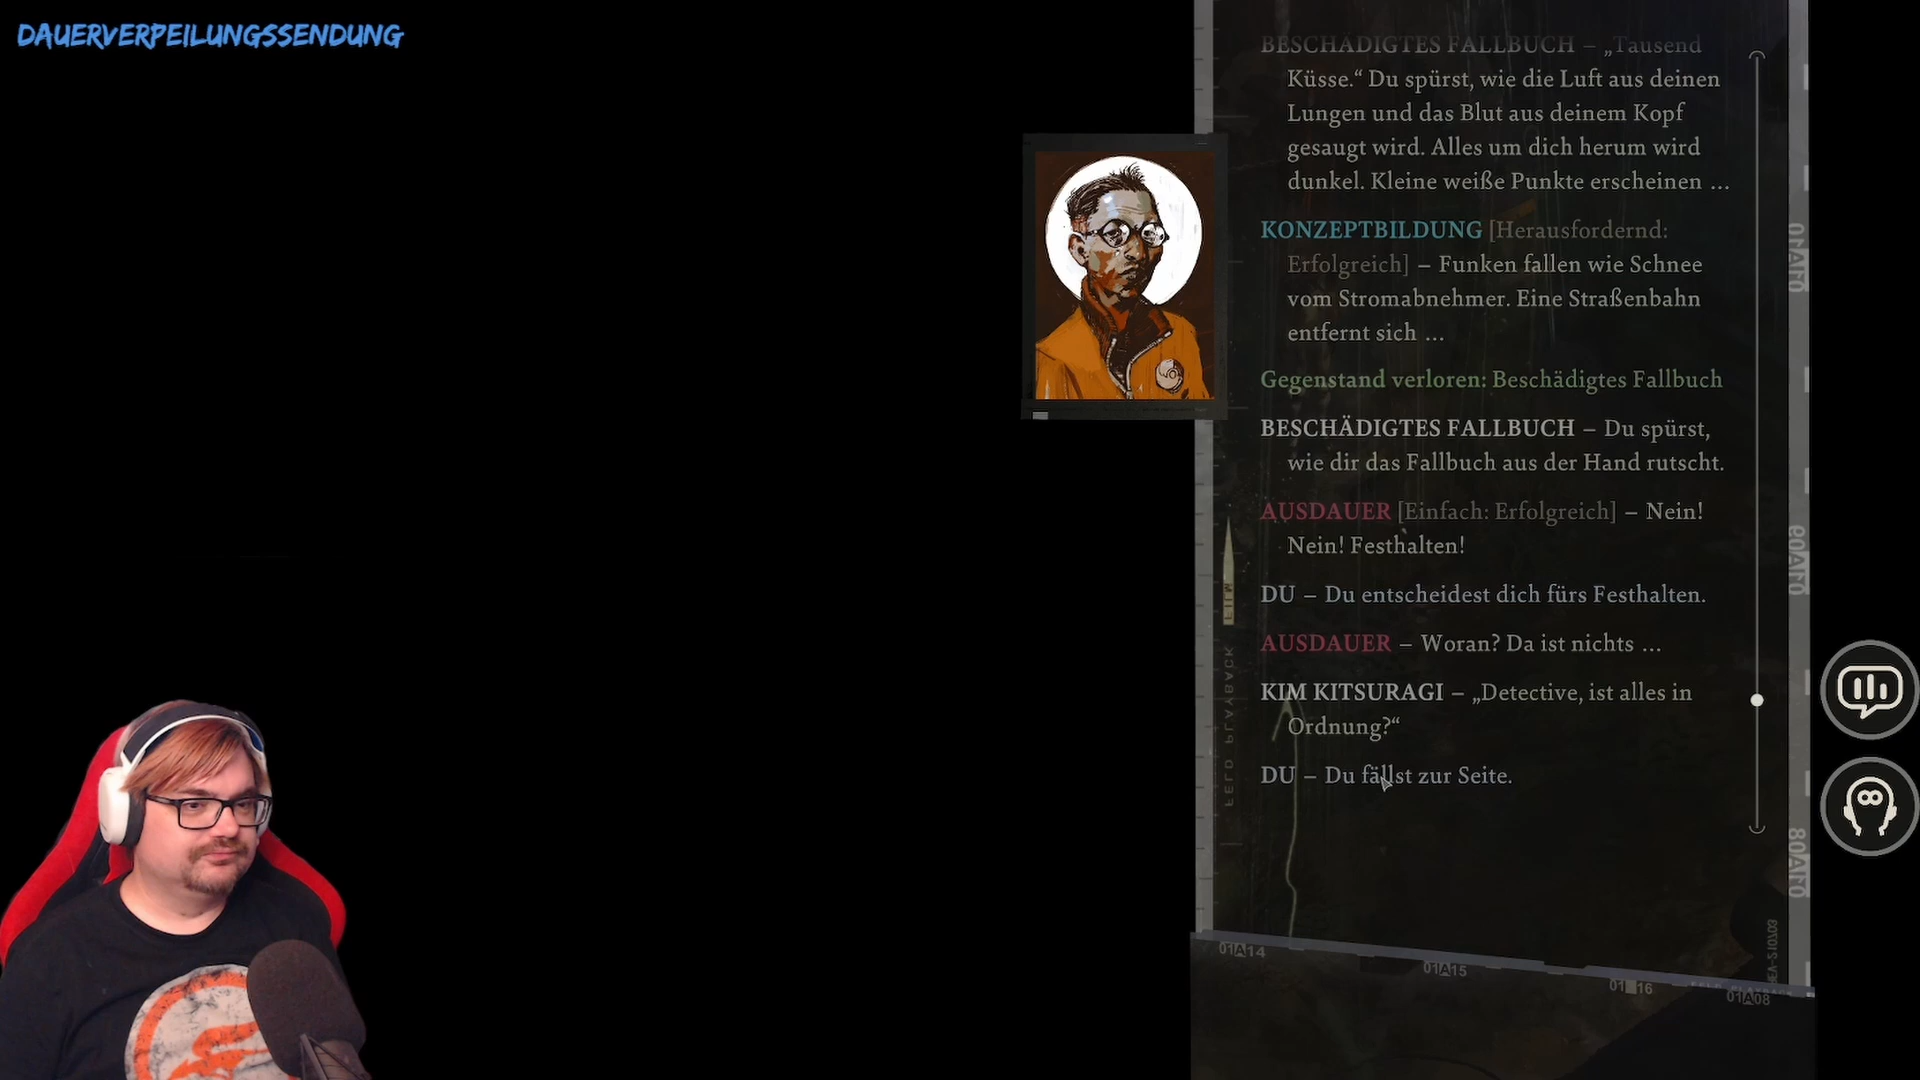 DAUERVERPEILUNGSSENDUNG
BESCHÄDIGTES FALLBUCH – „Tausend
Küsse.“ Du spürst, wie die Luft aus deinen
Lungen und das Blut aus deinem Kopf
gesaugt wird. Alles um dich herum wird
dunkel. Kleine weiße Punkte erscheinen ...
KONZEPTBILDUNG [Herausfordernd:
Erfolgreich] – Funken fallen wie Schnee
vom Stromabnehmer. Eine Straßenbahn
entfernt sich ...
Gegenstand verloren: Beschädigtes Fallbuch
BESCHÄDIGTES FALLBUCH – Du spürst,
wie dir das Fallbuch aus der Hand rutscht.
AUSDAUER [Einfach: Erfolgreich] – Nein!
Nein! Festhalten!
DU – Du entscheidest dich fürs Festhalten.
AUSDAUER – Woran? Da ist nichts ...
KIM KITSURAGI – „Detective, ist alles in
Ordnung?“
DU – Du fällst zur Seite.
FILM
FELD PLAYBACK
01A10
01A14
01A15
01A08